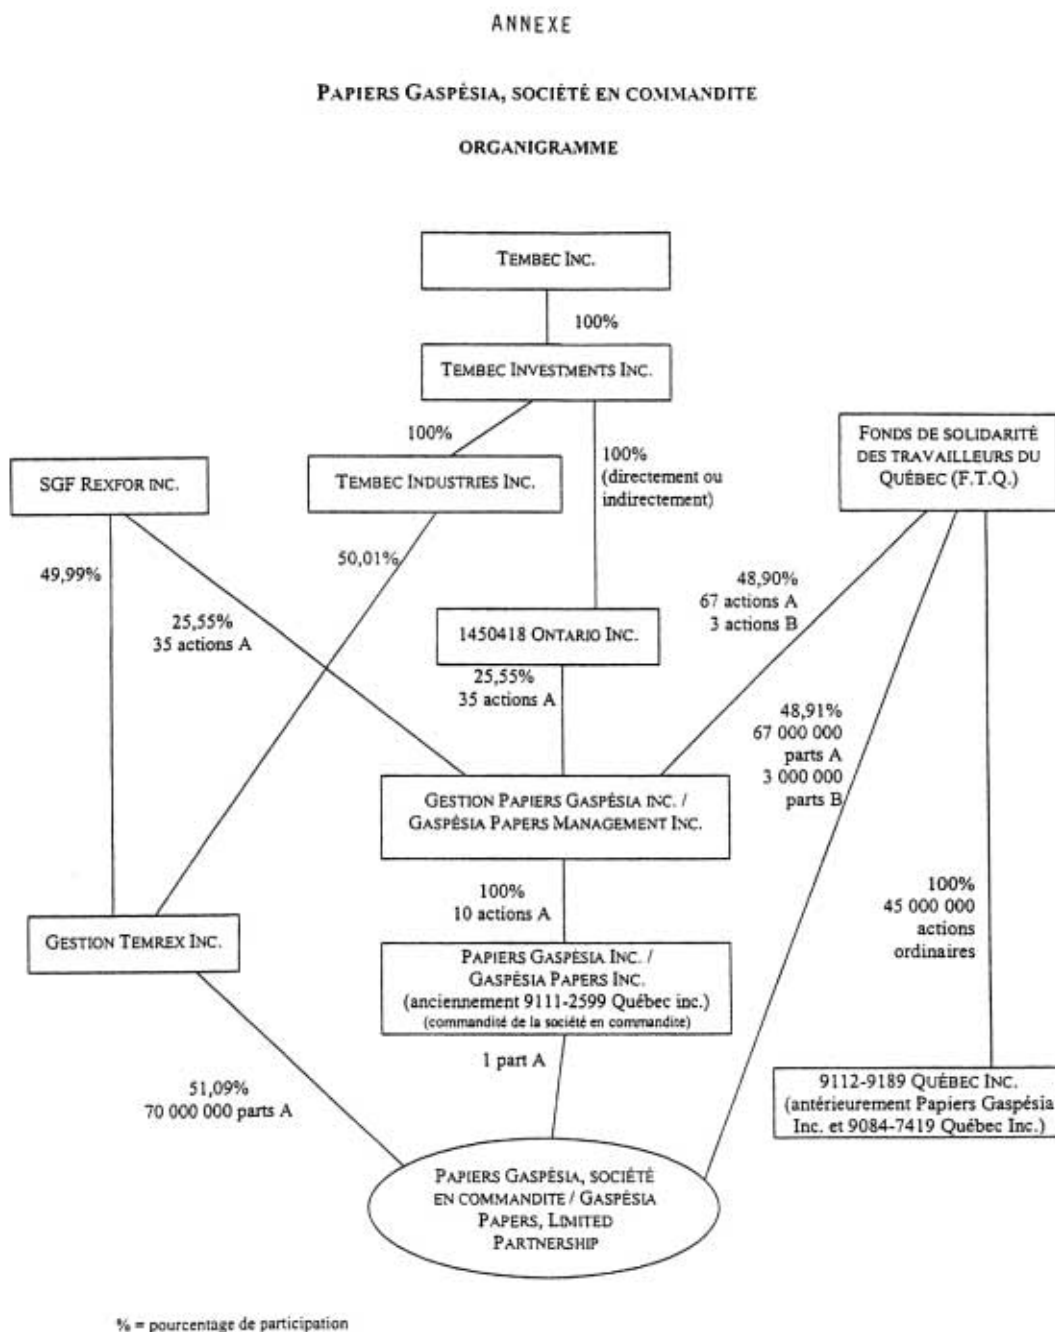 ANNEXE
PAPIERS GASPÉSIA, SOCIÉTÉ EN COMMANDITE
ORGANIGRAMME
TEMBEC INC.
100%
TEMBEC INVESTMENTS INC.
100%
100%
(directement ou
indirectement)
FONDS DE SOLIDARITÉ
DES TRAVAILLEURS DU
QUÉBEC (F.T.Q.)
SGF REXFOR INC.
TEMBEC INDUSTRIES INC.
49,99%
50,01%
25,55%
35 actions A
48,90%
67 actions A
3 actions B
1450418 ONTARIO INC.
25,55%
35 actions A
48,91%
67 000 000
parts A
3 000 000
parts B
GESTION PAPIERS GASPÉSIA INC. /
GASPÉSIA PAPERS MANAGEMENT INC.
100%
10 actions A
100%
45 000 000
actions
ordinaires
GESTION TEMREX INC.
PAPIERS GASPÉSIA INC. /
GASPÉSIA PAPERS INC.
(anciennement 9111-2599 Québec inc.)
(commandité de la société en commandite)
1 part A
51,09%
70 000 000 parts A
9112-9189 QUÉBEC INC.
(antérieurement Papiers Gaspésia
Inc. et 9084-7419 Québec Inc.)
PAPIERS GASPÉSIA, SOCIÉTÉ
EN COMMANDITE / GASPÉSIA
PAPERS, LIMITED
PARTNERSHIP
% = pourcentage de participation